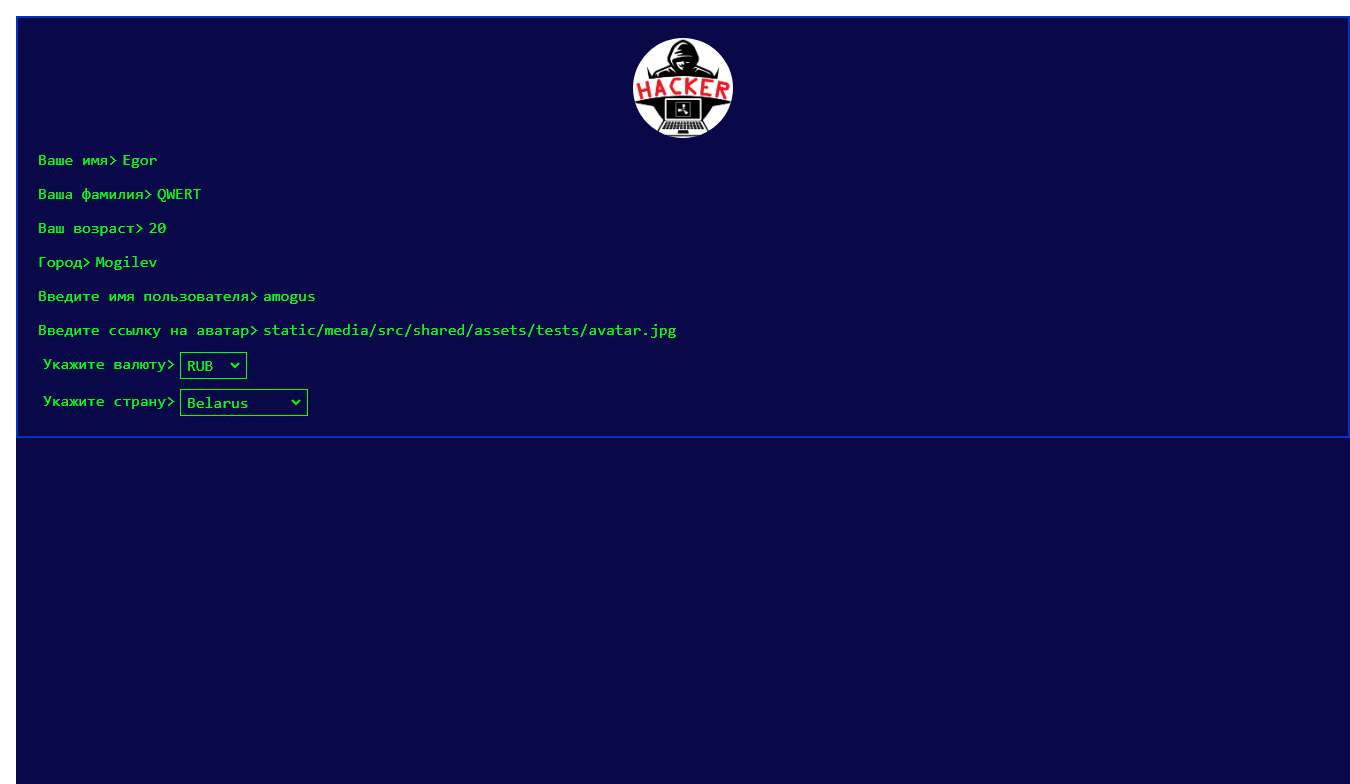 HACKER
Ваше имя> Egor
Ваша фамилия> QWERT
Ваш возраст> 20
Город> Mogilev
Введите имя пользователя> amogus
Введите ссылку на аватар> static/media/src/shared/assets/tests/avatar.jpg
Укажите валюту> RUB
Укажите страну> Belarus